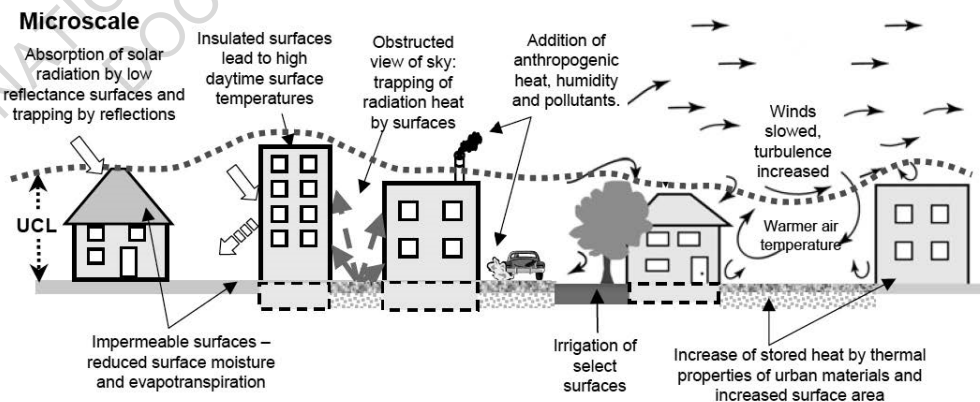 Microscale
Absorption of solar
radiation by low
reflectance surfaces and
trapping by reflections
Insulated surfaces
lead to high
daytime surface
temperatures
Obstructed
view of sky:
trapping of
radiation heat
by surfaces
Addition of
anthropogenic
heat, humidity
and pollutants.
Winds
slowed,
turbulence
increased
UCL
Warmer air
temperature
Impermeable surfaces –
reduced surface moisture
and evapotranspiration
Irrigation of
select
surfaces
Increase of stored heat by thermal
properties of urban materials and
increased surface area